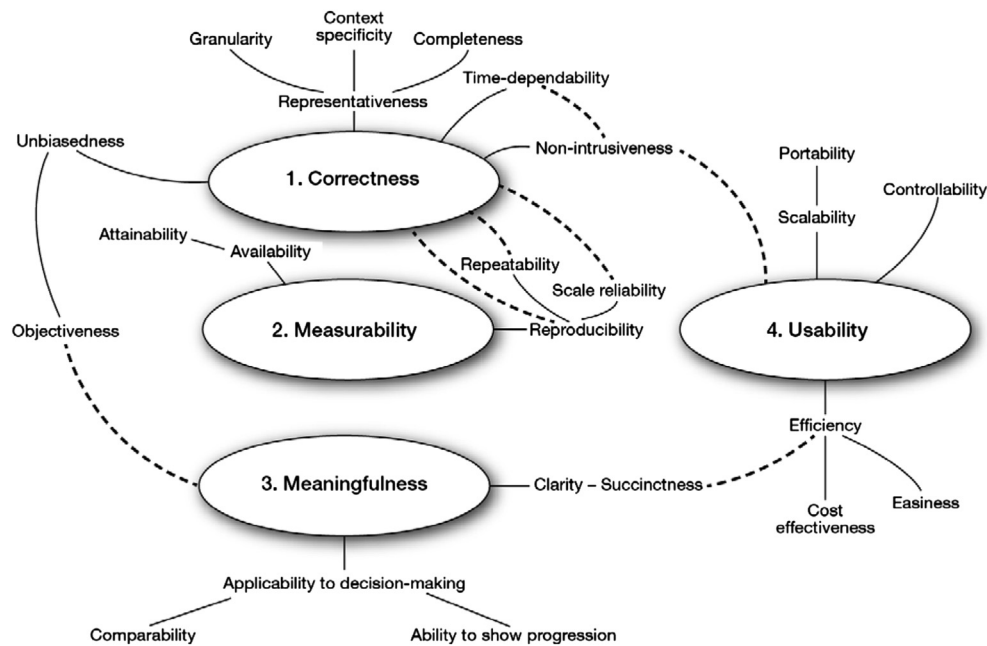 Context
specificity
Granularity
Completeness
Time-dependability
Representativeness
Unbiasedness
Non-intrusiveness
Portability
1. Correctness
Controllability
Scalability
Attainability
Availability
Repeatability
Scale reliability
Objectiveness
2. Measurability
Reproducibility
4. Usability
Efficiency
3. Meaningfulness
Clarity – Succinctness
Easiness
Cost
effectiveness
Applicability to decision-making
Comparability
Ability to show progression